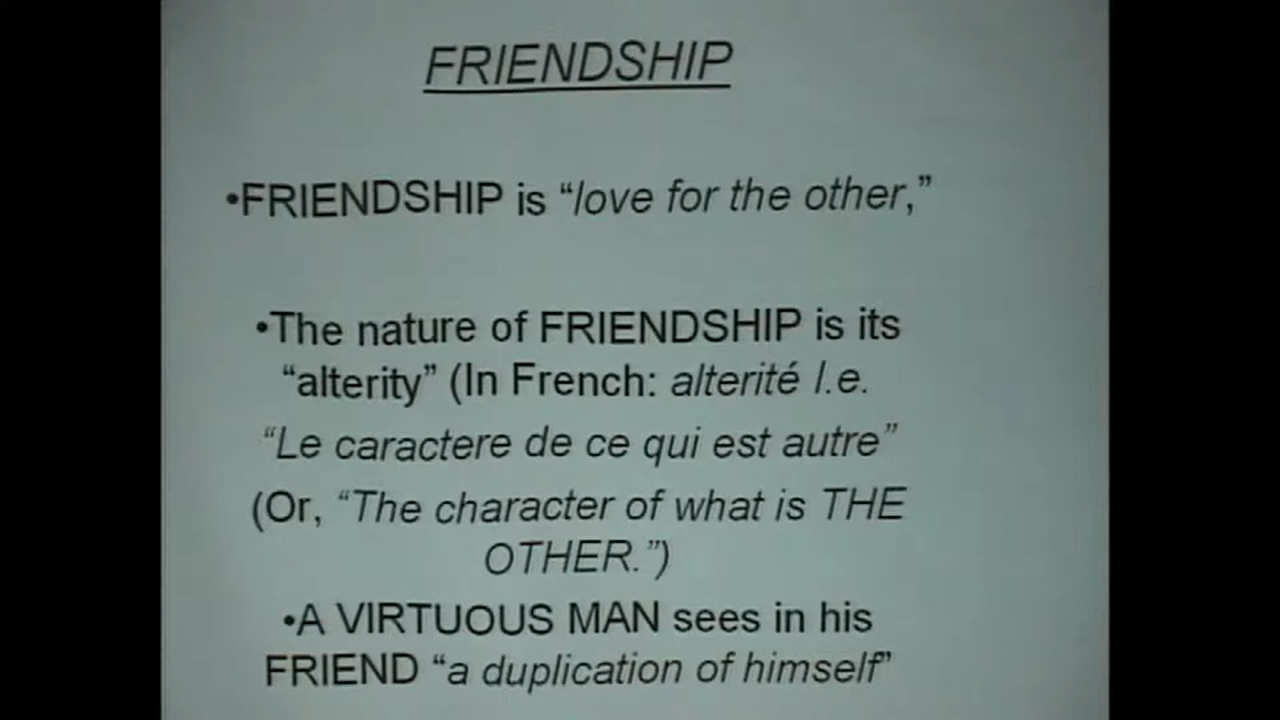 FRIENDSHIP
•FRIENDSHIP is “love for the other,”
•The nature of FRIENDSHIP is its
“alterity” (In French: alterité I.e.
“Le caractere de ce qui est autre”
(Or, “The character of what is THE
OTHER.”)
•A VIRTUOUS MAN sees in his
FRIEND “a duplication of himself”